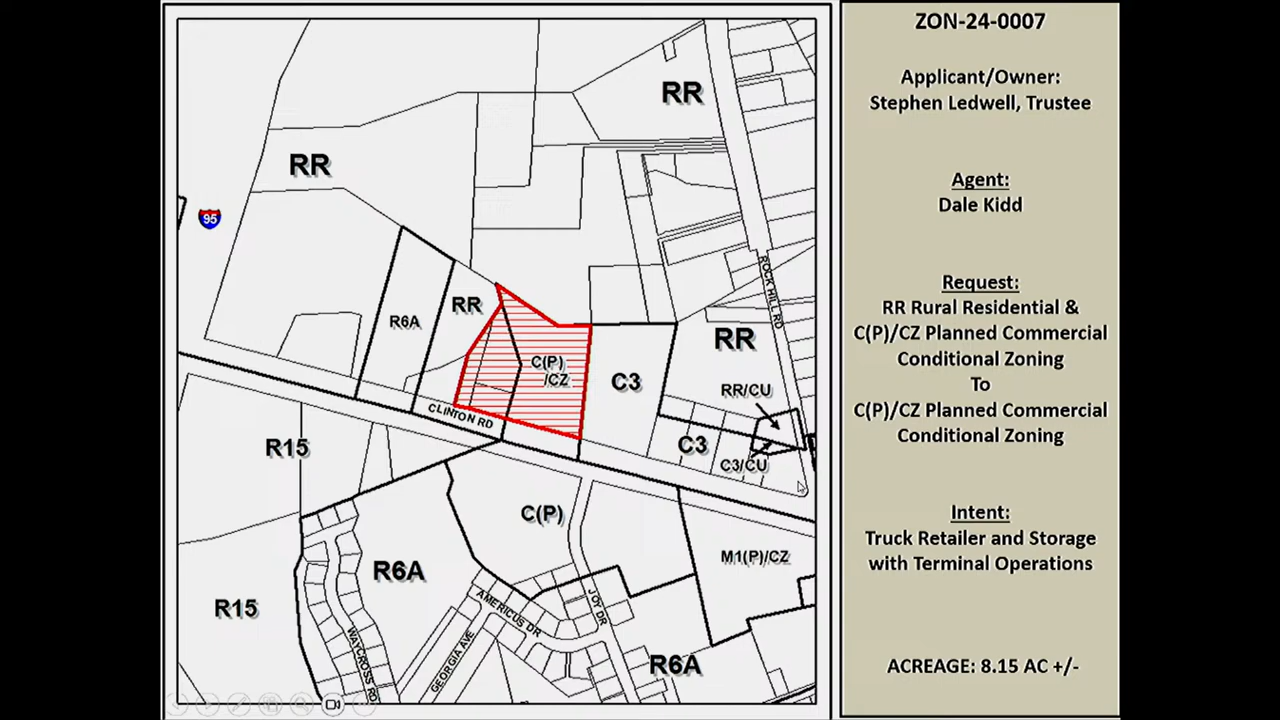 RR
RR
95
R6A
RR
C(P)
/CZ
C3
RR
ROCK HILL RD
RR/CU
C3
C3/CU
CLINTON RD
R15
C(P)
M1(P)/CZ
R6A
R15
AMERICUS DR
JOY DR
WAYCROSS RD
GEORGIA AVE
R6A
ZON-24-0007
Applicant/Owner:
Stephen Ledwell, Trustee
Agent:
Dale Kidd
Request:
RR Rural Residential &
C(P)/CZ Planned Commercial
Conditional Zoning
To
C(P)/CZ Planned Commercial
Conditional Zoning
Intent:
Truck Retailer and Storage
with Terminal Operations
ACREAGE: 8.15 AC +/-